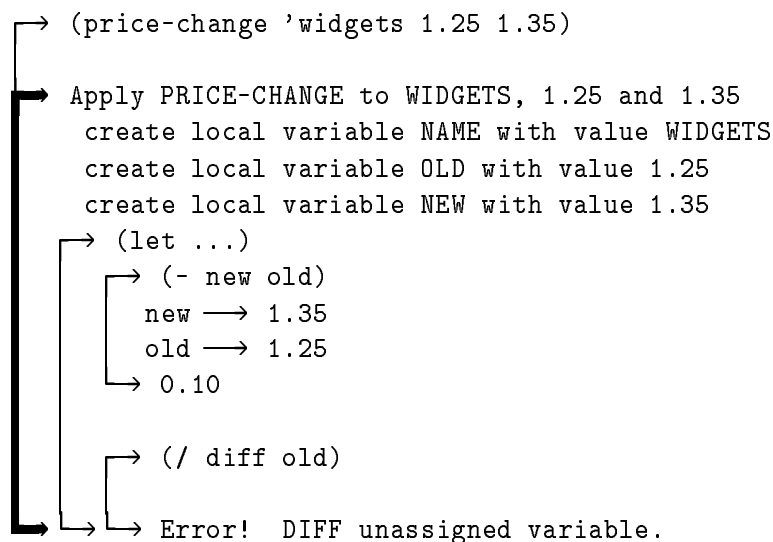 (price-change ’widgets 1.25 1.35)
Apply PRICE-CHANGE to WIDGETS, 1.25 and 1.35
create local variable NAME with value WIDGETS
create local variable OLD with value 1.25
create local variable NEW with value 1.35
(let ...)
(- new old)
new ⟶ 1.35
old ⟶ 1.25
0.10
(/ diff old)
Error!  DIFF unassigned variable.